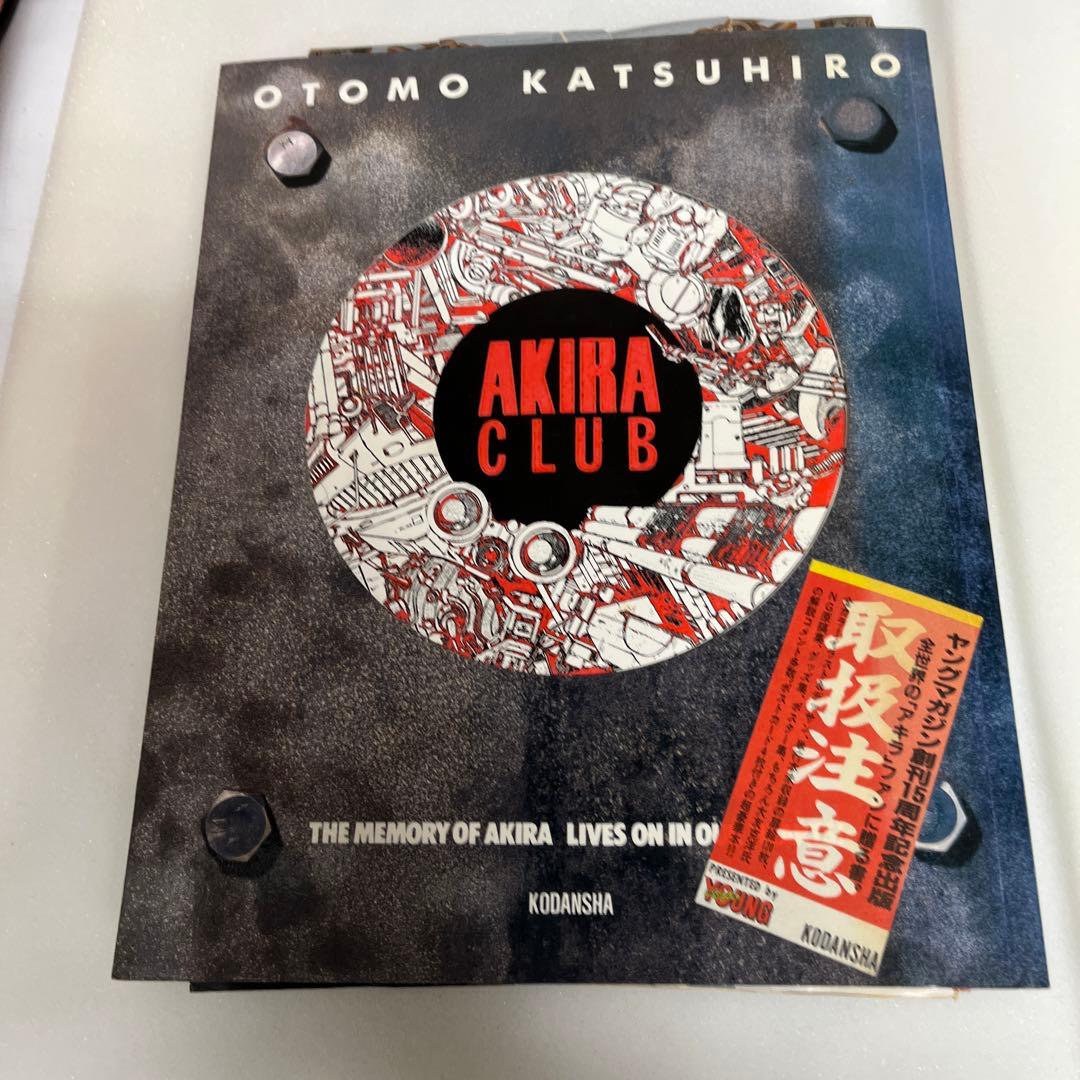 OTOMO KATSUHIRO
AKIRA
CLUB
THE MEMORY OF AKIRA LIVES ON IN OU
KODANSHA
ヤングマガジン創刊15周年記念出版
全世界の「アキラ」ファンに贈る書。
取扱注意
PRESENTED by
YOUNG
KODANSHA